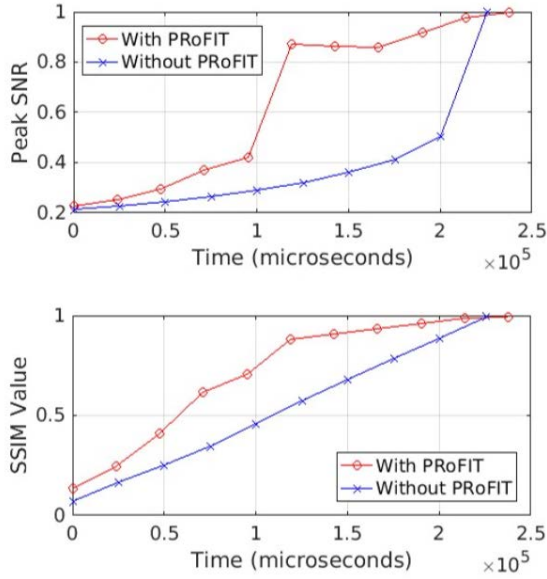 1
0.8
0.6
0.4
0.2
Peak SNR
With PRoFIT
Without PRoFIT
0 0.5 1 1.5 2 2.5
Time (microseconds)
×10^5
1
0.5
0
SSIM Value
With PRoFIT
Without PRoFIT
0 0.5 1 1.5 2 2.5
Time (microseconds)
×10^5